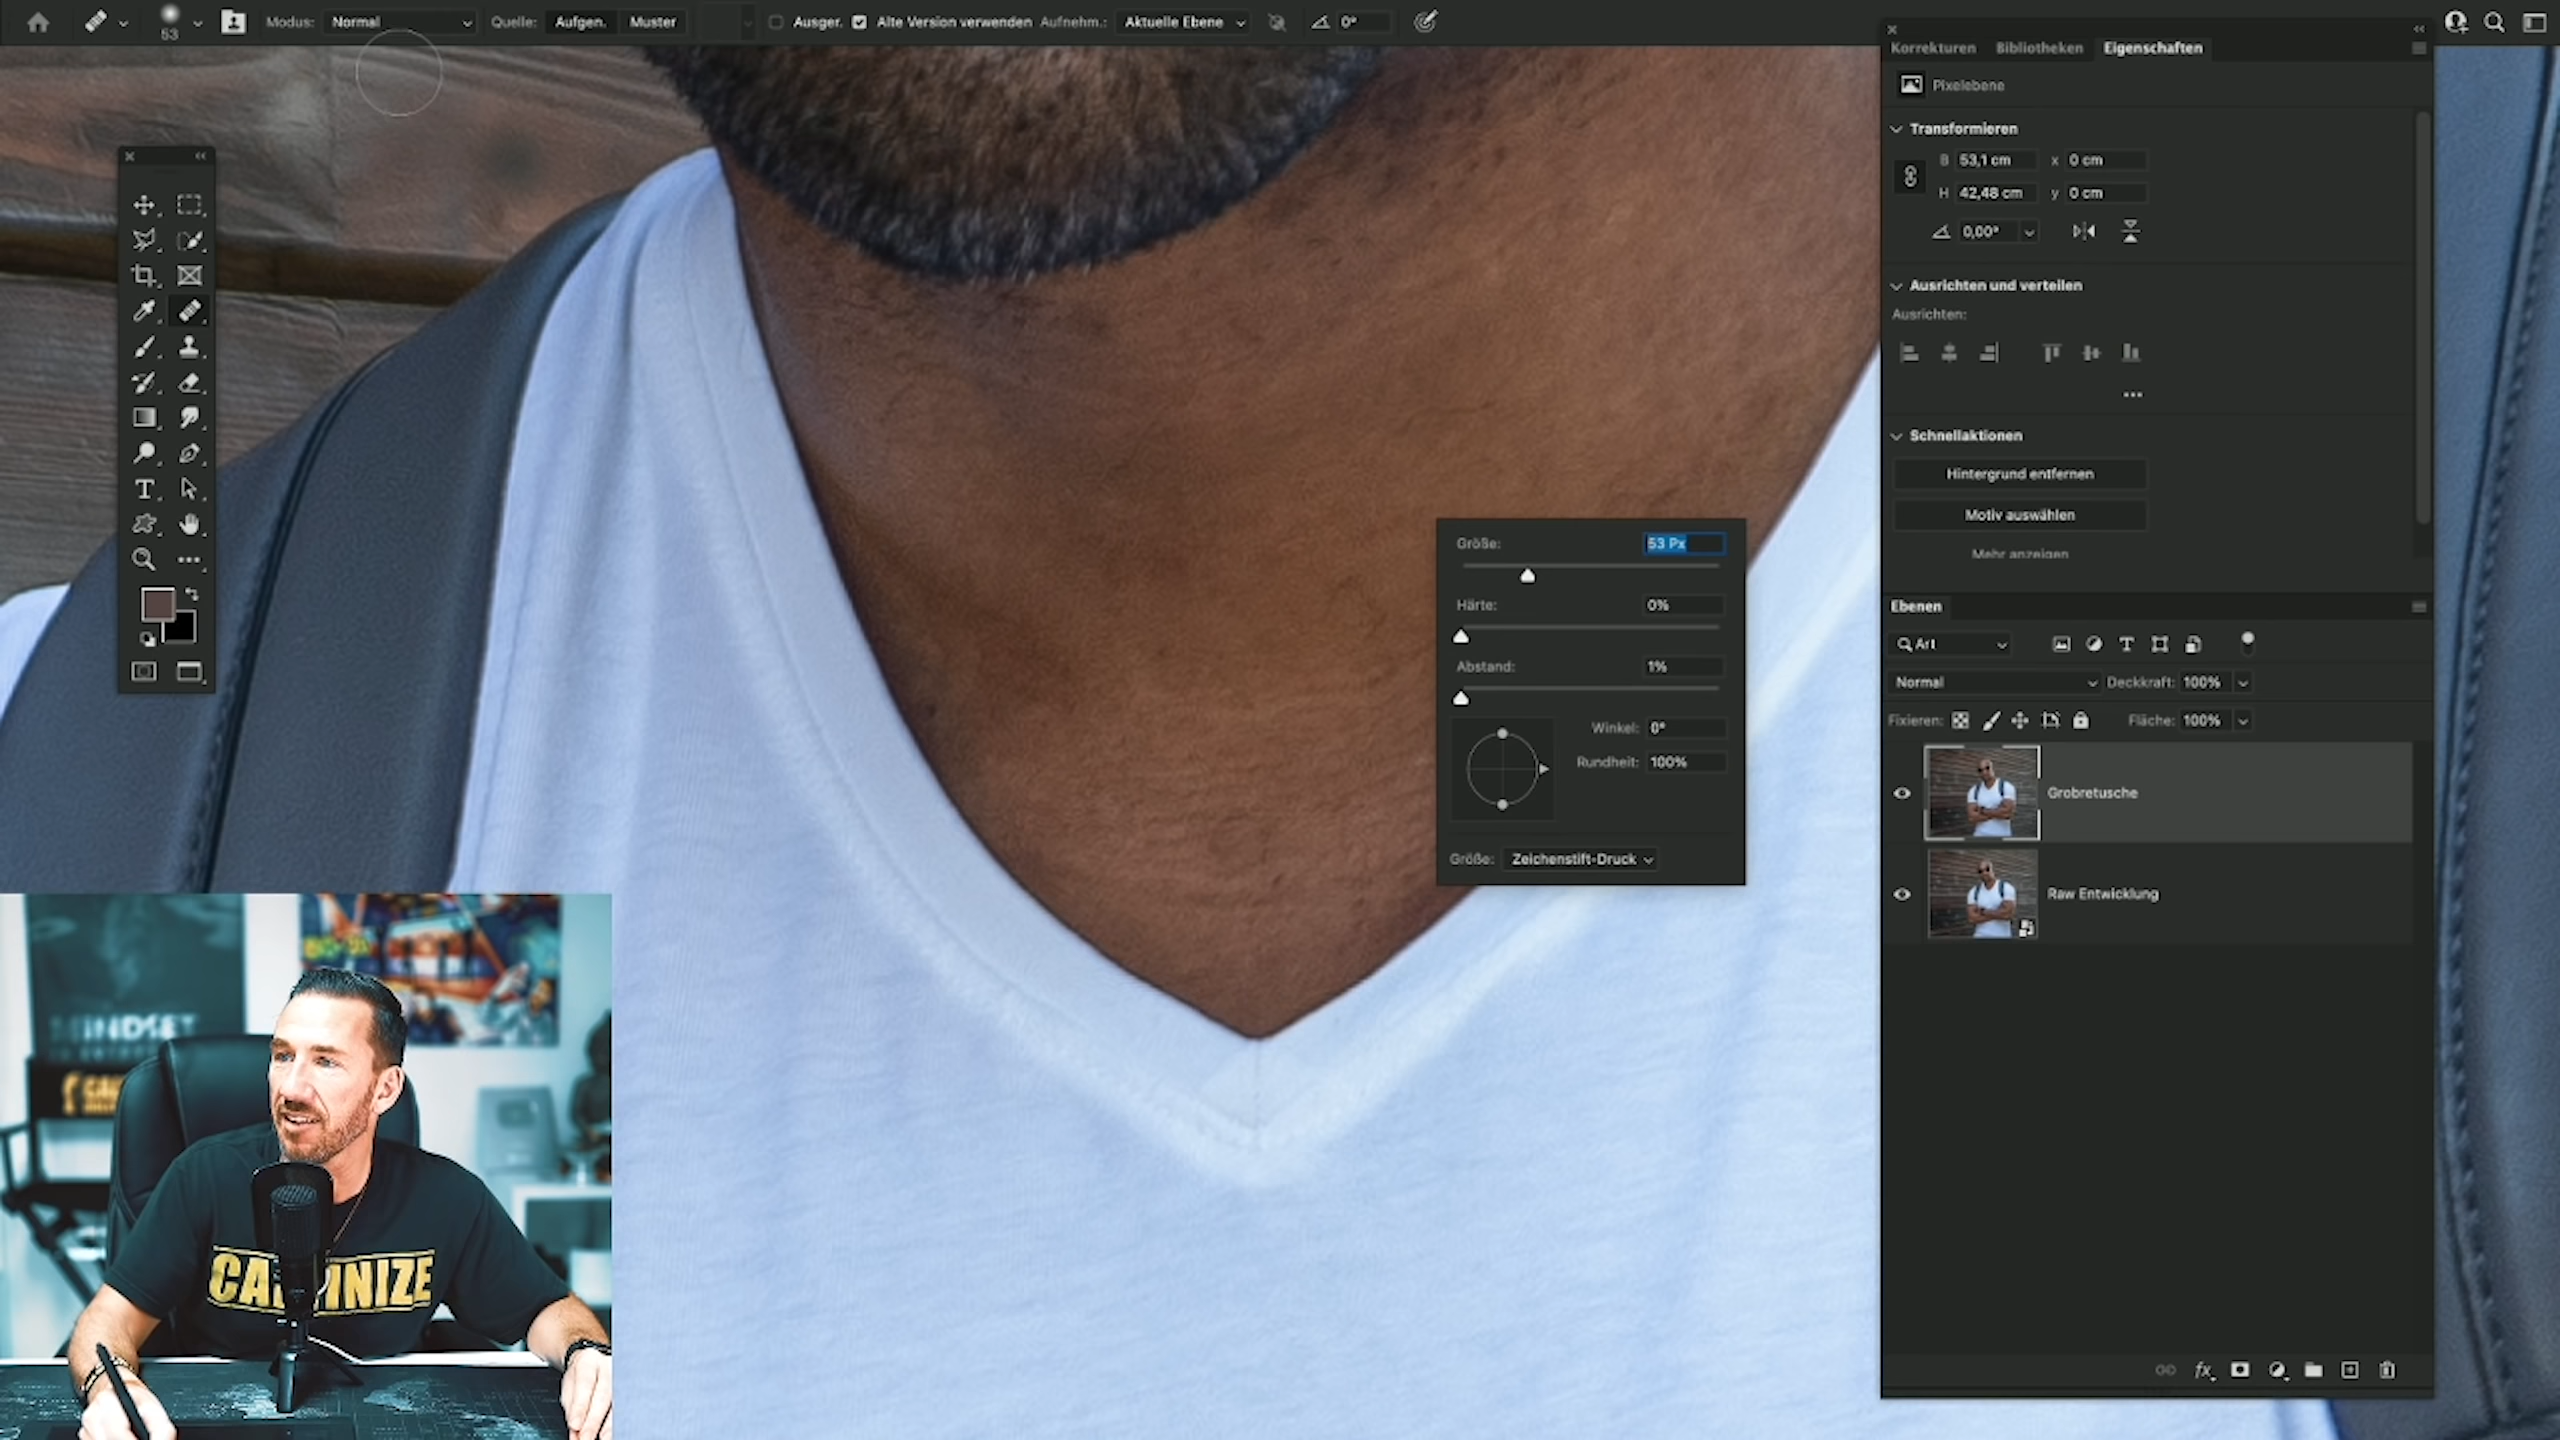 53
Modus: Normal
Quelle: Aufgen. Muster
Ausger. Alte Version verwenden Aufnehm.: Aktuelle Ebene
0°
Korrekturen Bibliotheken Eigenschaften
Pixelebene
Transformieren
B 53,1 cm x 0 cm
H 42,48 cm y 0 cm
0,00°
Ausrichten und verteilen
Ausrichten:
Schnellaktionen
Hintergrund entfernen
Motiv auswählen
Mehr anzeigen
Größe: 53 Px
Härte: 0%
Abstand: 1%
Winkel: 0°
Rundheit: 100%
Größe: Zeichenstift-Druck
Ebenen
Art
Normal Deckkraft: 100%
Fixieren: Fläche: 100%
Grobretusche
Raw Entwicklung
fx
MINDSET